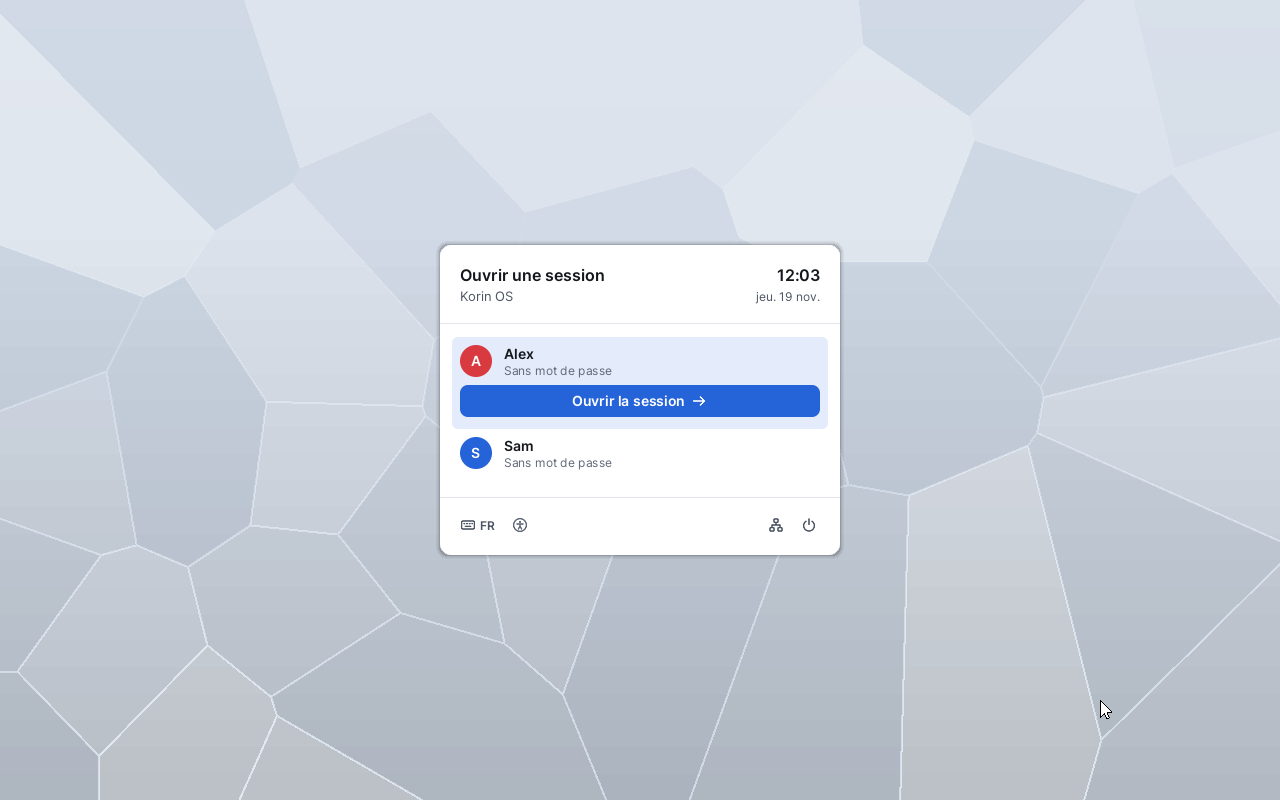 Ouvrir une session
12:03
Korin OS
jeu. 19 nov.
A
Alex
Sans mot de passe
Ouvrir la session
S
Sam
Sans mot de passe
FR